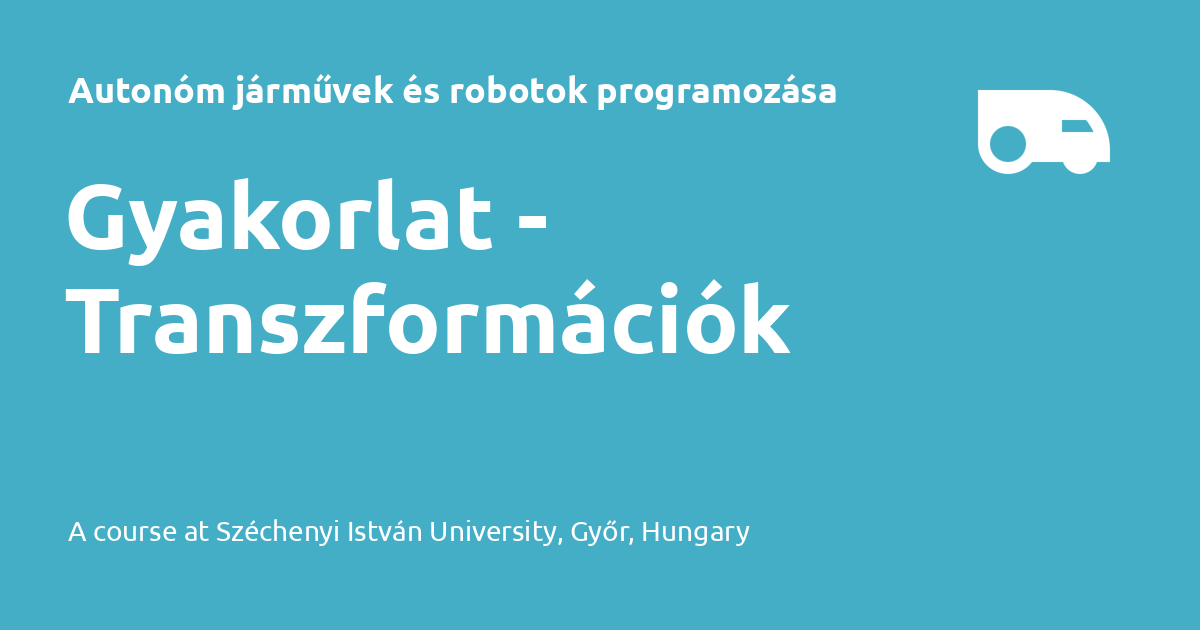 Autonóm járművek és robotok programozása
Gyakorlat -
Transzformációk
A course at Széchenyi István University, Győr, Hungary